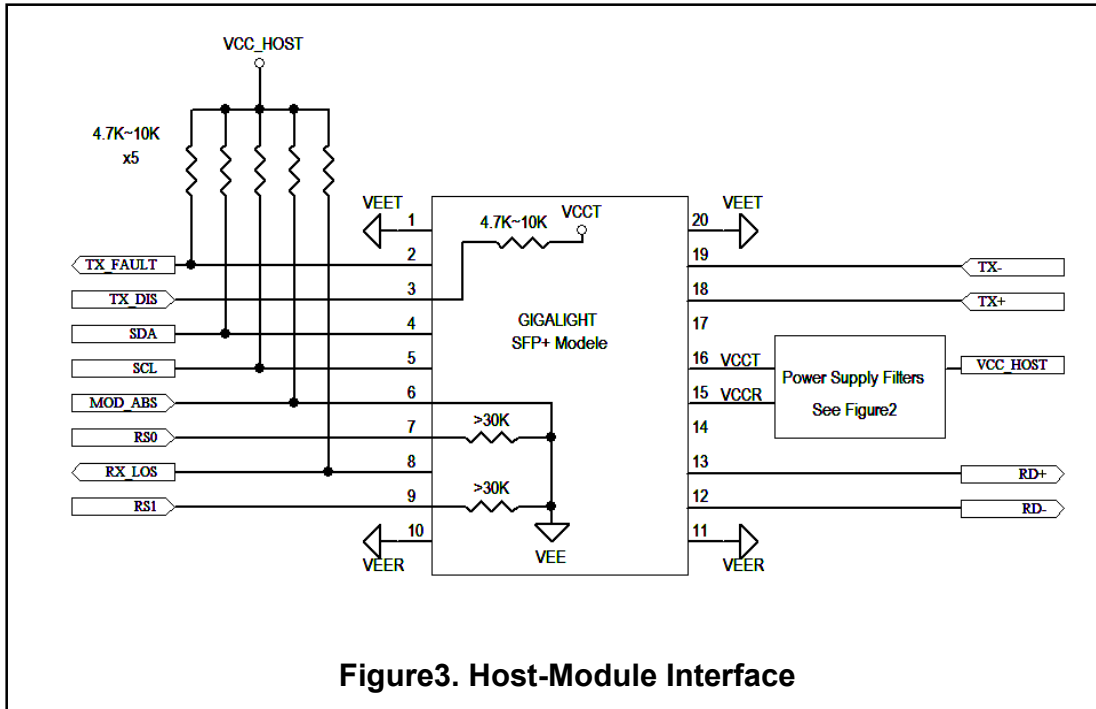 VCC_HOST
4.7K~10K
x5
VEET
1
4.7K~10K
VCCT
20
VEET
TX_FAULT
2
19
TX-
TX_DIS
3
18
TX+
SDA
4
GIGALIGHT
SFP+ Modele
17
SCL
5
16
VCCT
Power Supply Filters
See Figure2
VCC_HOST
MOD_ABS
6
15
VCCR
RS0
7
>30K
14
RX_LOS
8
13
RD+
RS1
9
>30K
12
RD-
10
VEER
VEE
11
VEER
Figure3. Host-Module Interface